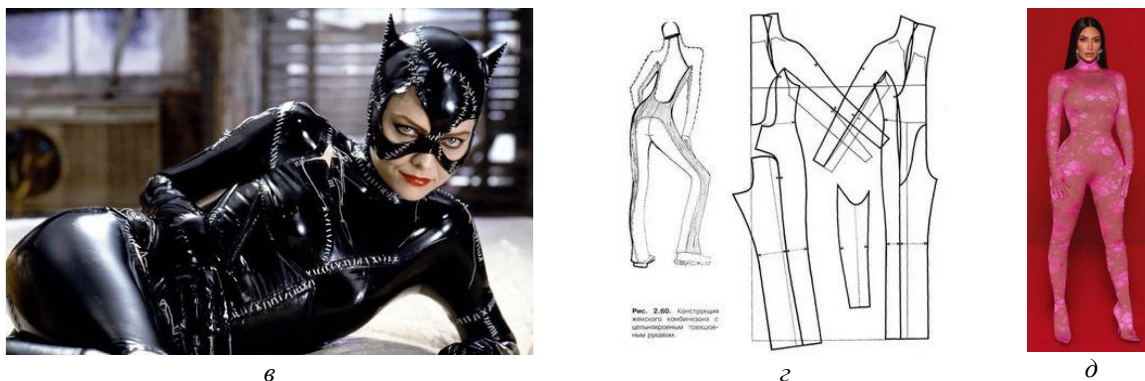 Рис. 2.60. Конструкция
женского комбинезона с
цельнокроеным трехшов-
ным рукавом.
в
г
д